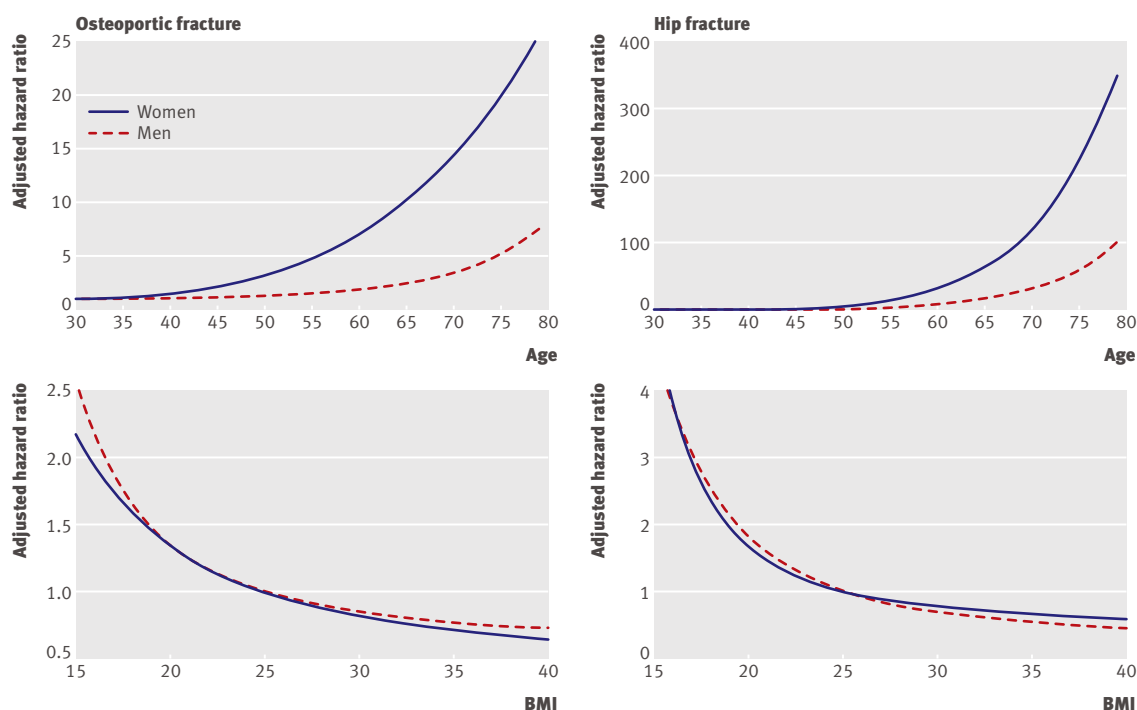 Osteoportic fracture
Adjusted hazard ratio
25
20
15
10
5
0
Women
Men
30 35 40 45 50 55 60 65 70 75 80
Age
Hip fracture
Adjusted hazard ratio
400
300
200
100
0
30 35 40 45 50 55 60 65 70 75 80
Age
Adjusted hazard ratio
2.5
2.0
1.5
1.0
0.5
15 20 25 30 35 40
BMI
Adjusted hazard ratio
4
3
2
1
0
15 20 25 30 35 40
BMI